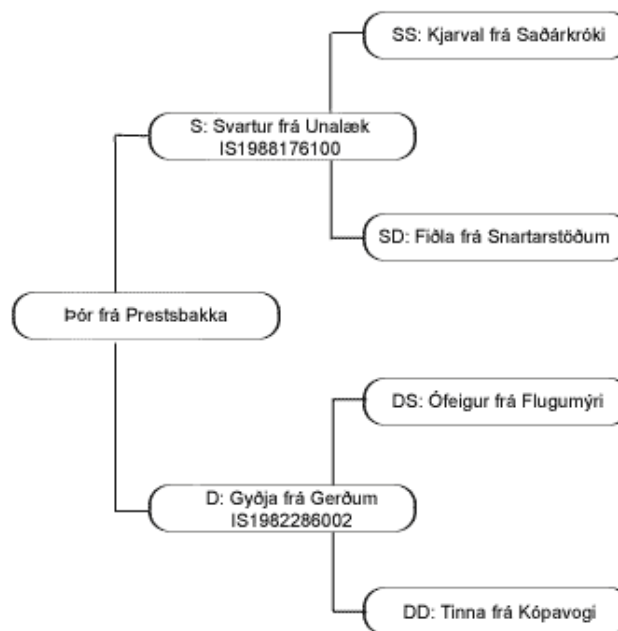 SS: Kjarval frá Saðárkróki
S: Svartur frá Unalæk
IS1988176100
SD: Fiðla frá Snartarstöðum
Þór frá Prestsbakka
DS: Ófeigur frá Flugumýri
D: Gyðja frá Gerðum
IS1982286002
DD: Tinna frá Kópavogi